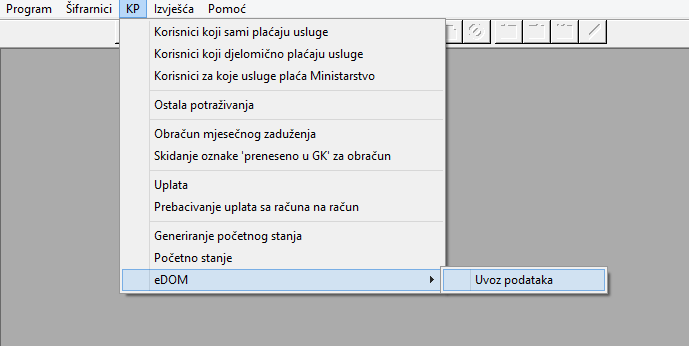 Program Šifrarnici KP Izvješća Pomoć
Korisnici koji sami plaćaju usluge
Korisnici koji djelomično plaćaju usluge
Korisnici za koje usluge plaća Ministarstvo
Ostala potraživanja
Obračun mjesečnog zaduženja
Skidanje oznake 'preneseno u GK' za obračun
Uplata
Prebacivanje uplata sa računa na račun
Generiranje početnog stanja
Početno stanje
eDOM
Uvoz podataka